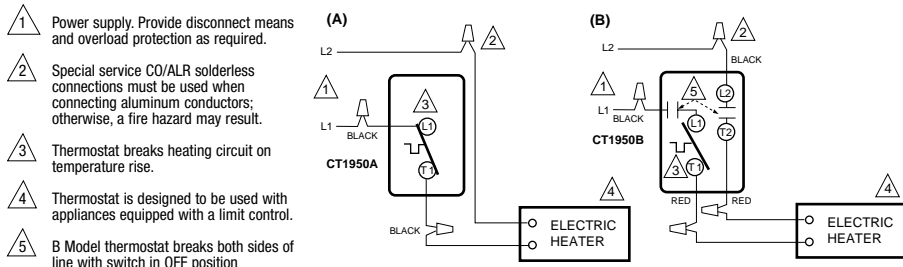 1 Power supply. Provide disconnect means
and overload protection as required.
2 Special service CO/ALR solderless
connections must be used when
connecting aluminum conductors;
otherwise, a fire hazard may result.
3 Thermostat breaks heating circuit on
temperature rise.
4 Thermostat is designed to be used with
appliances equipped with a limit control.
5 B Model thermostat breaks both sides of
line with switch in OFF position
(A)
2
L2
1
3
L1
BLACK
L1
CT1950A
T1
4
BLACK
ELECTRIC
HEATER
(B)
2
L2
BLACK
1
5
L2
L1
BLACK
L1
T2
CT1950B
3
T1
RED
RED
4
ELECTRIC
HEATER